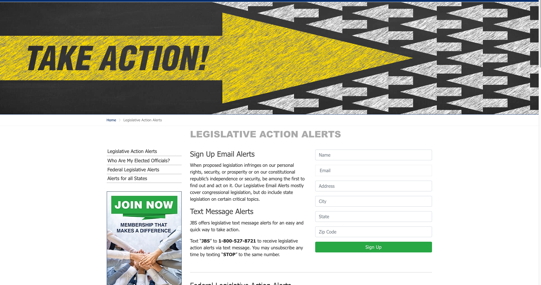 TAKE ACTION!
Home
Legislative Action Alerts
LEGISLATIVE ACTION ALERTS
Legislative Action Alerts
Who Are My Elected Officials?
Federal Legislative Alerts
Alerts for all States
JOIN NOW
MEMBERSHIP THAT
MAKES A DIFFERENCE
Sign Up Email Alerts
When proposed legislation infringes on our personal
rights, security, or prosperity or on our constitutional
republic's independence or security, be among the first to
find out and act on it. Our Legislative Email Alerts mostly
cover congressional legislation, but do include state
legislation on certain critical topics.
Text Message Alerts
JBS offers legislative text message alerts for an easy and
quick way to take action.
Text "JBS" to 1-800-527-8721 to receive legislative
action alerts via text message. You may unsubscribe any
time by texting "STOP" to the same number.
Name
Email
Address
City
State
Zip Code
Sign Up
Federal Legislative Action Alerts